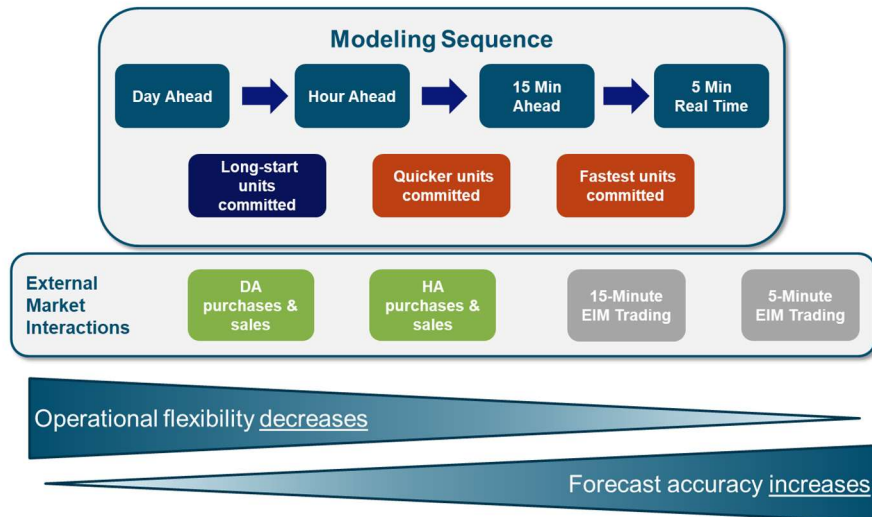 Modeling Sequence
Day Ahead
Hour Ahead
15 Min
Ahead
5 Min
Real Time
Long-start
units
committed
Quicker units
committed
Fastest units
committed
External
Market
Interactions
DA
purchases &
sales
HA
purchases &
sales
15-Minute
EIM Trading
5-Minute
EIM Trading
Operational flexibility decreases
Forecast accuracy increases